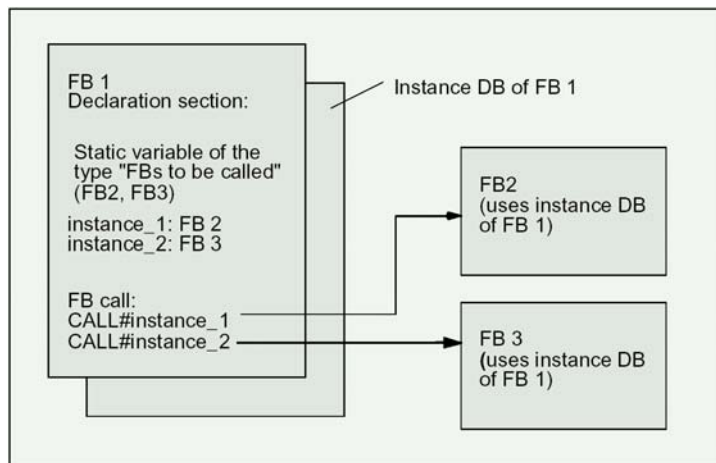 FB 1
Declaration section:
Static variable of the
type "FBs to be called"
(FB2, FB3)
instance_1: FB 2
instance_2: FB 3
FB call:
CALL#instance_1
CALL#instance_2
Instance DB of FB 1
FB2
(uses instance DB
of FB 1)
FB 3
(uses instance DB
of FB 1)